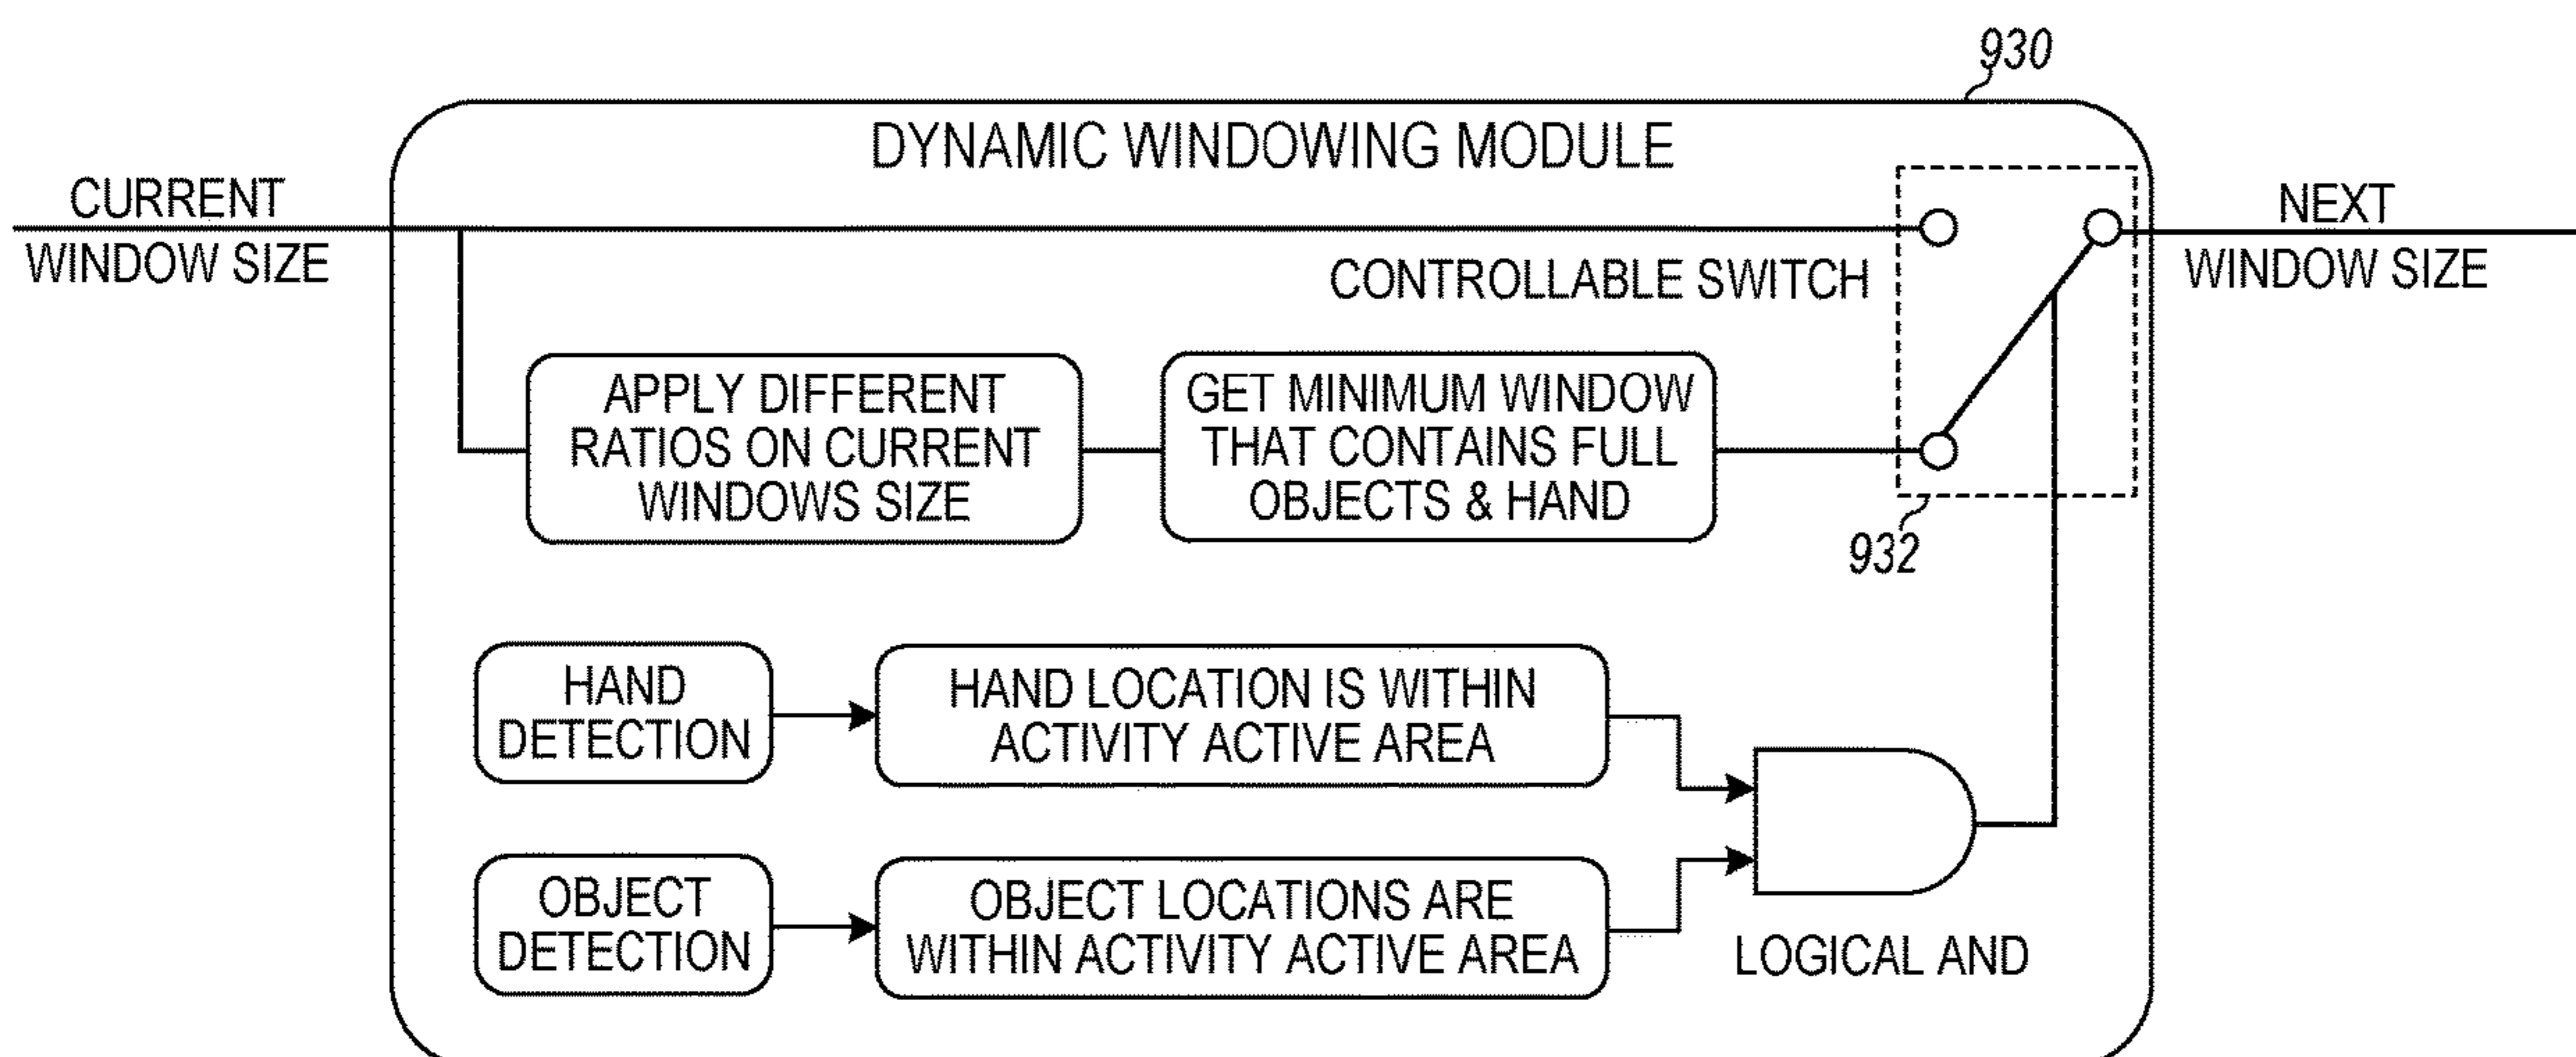 930
DYNAMIC WINDOWING MODULE
CURRENT
WINDOW SIZE
NEXT
WINDOW SIZE
CONTROLLABLE SWITCH
APPLY DIFFERENT
RATIOS ON CURRENT
WINDOWS SIZE
GET MINIMUM WINDOW
THAT CONTAINS FULL
OBJECTS & HAND
932
HAND
DETECTION
HAND LOCATION IS WITHIN
ACTIVITY ACTIVE AREA
OBJECT
DETECTION
OBJECT LOCATIONS ARE
WITHIN ACTIVITY ACTIVE AREA
LOGICAL AND